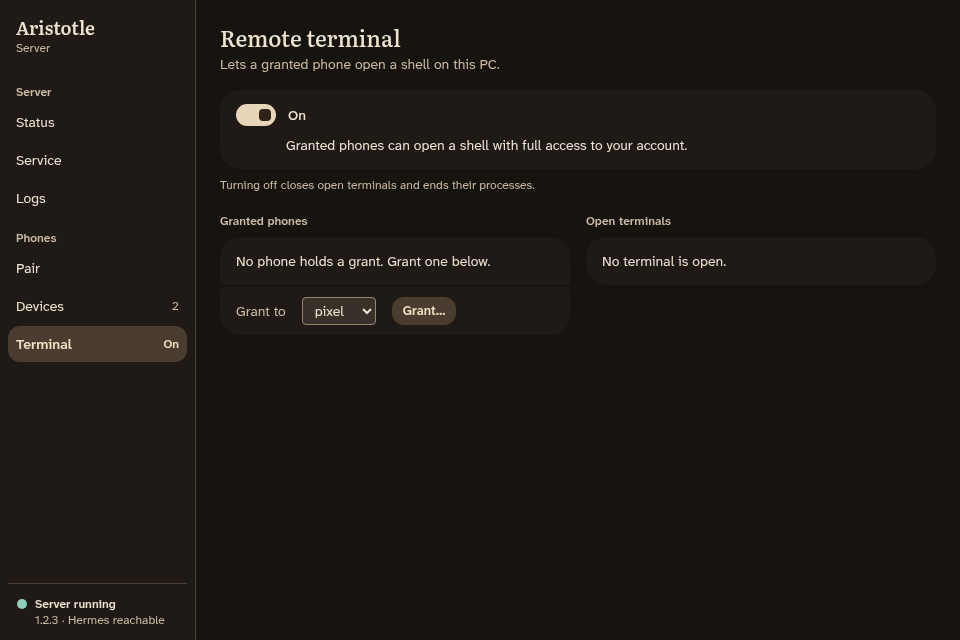 Aristotle
Server
Server
Status
Service
Logs
Phones
Pair
Devices 2
Terminal On
Server running
1.2.3 · Hermes reachable
Remote terminal
Lets a granted phone open a shell on this PC.
On
Granted phones can open a shell with full access to your account.
Turning off closes open terminals and ends their processes.
Granted phones
No phone holds a grant. Grant one below.
Grant to pixel Grant...
Open terminals
No terminal is open.